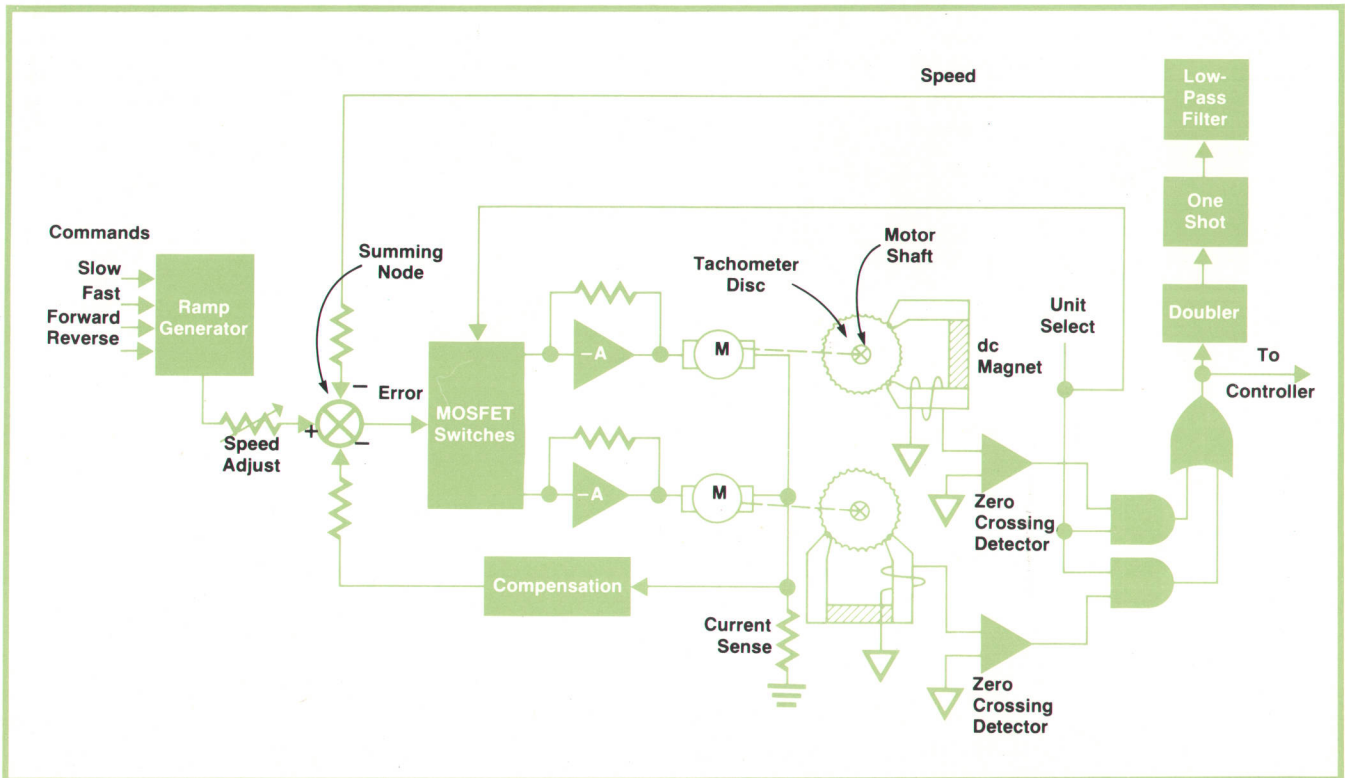 Speed
Low-
Pass
Filter
One
Shot
Doubler
To
Controller
Commands
Slow
Fast
Forward
Reverse
Ramp
Generator
Speed
Adjust
Summing
Node
+
−
−
Error
MOSFET
Switches
−A
−A
M
M
Compensation
Current
Sense
Tachometer
Disc
Motor
Shaft
dc
Magnet
Unit
Select
Zero
Crossing
Detector
Zero
Crossing
Detector